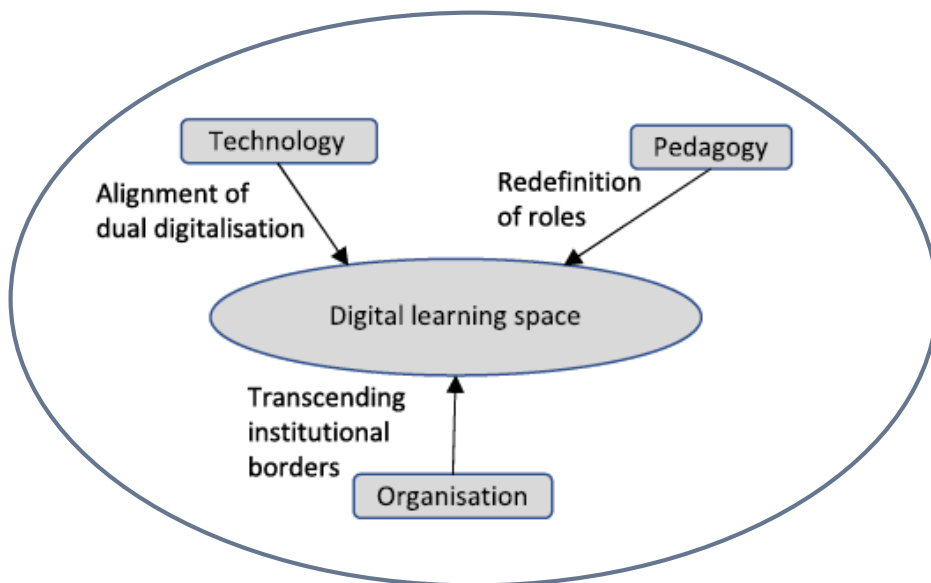 Technology
Pedagogy
Alignment of
dual digitalisation
Redefinition
of roles
Digital learning space
Transcending
institutional
borders
Organisation